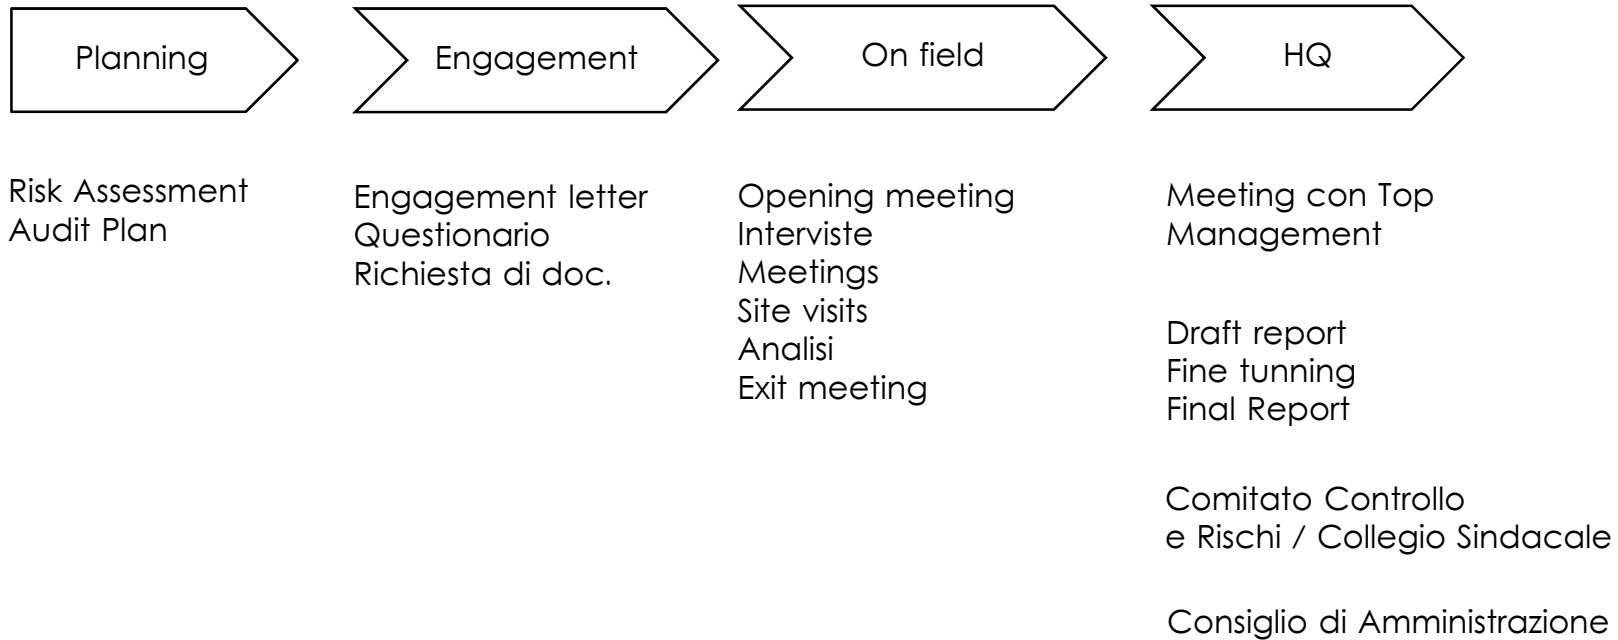 Planning
Engagement
On field
HQ
Risk Assessment
Audit Plan
Engagement letter
Questionario
Richiesta di doc.
Opening meeting
Interviste
Meetings
Site visits
Analisi
Exit meeting
Meeting con Top
Management
Draft report
Fine tunning
Final Report
Comitato Controllo
e Rischi / Collegio Sindacale
Consiglio di Amministrazione